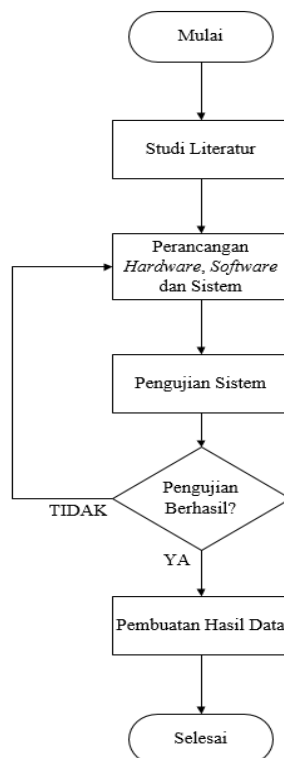 Mulai
Studi Literatur
Perancangan
Hardware, Software
dan Sistem
Pengujian Sistem
Pengujian
Berhasil?
TIDAK
YA
Pembuatan Hasil Data
Selesai